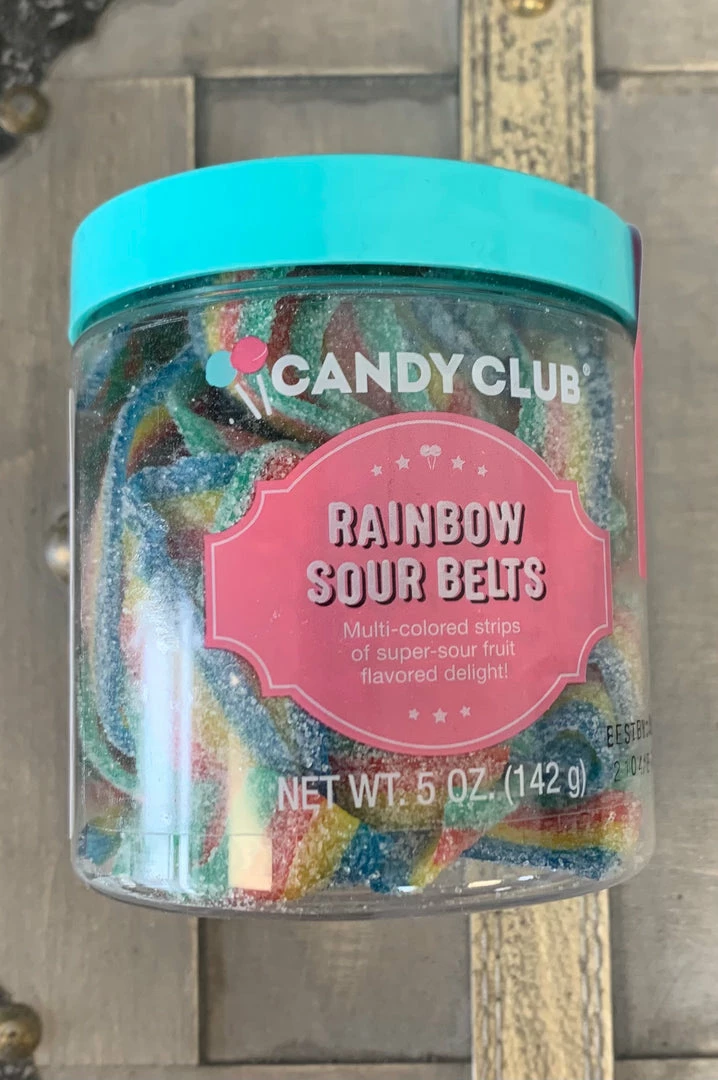 CANDY CLUB®
RAINBOW
SOUR BELTS
Multi-colored strips
of super-sour fruit
flavored delight!
NET WT. 5 OZ. (142 g)